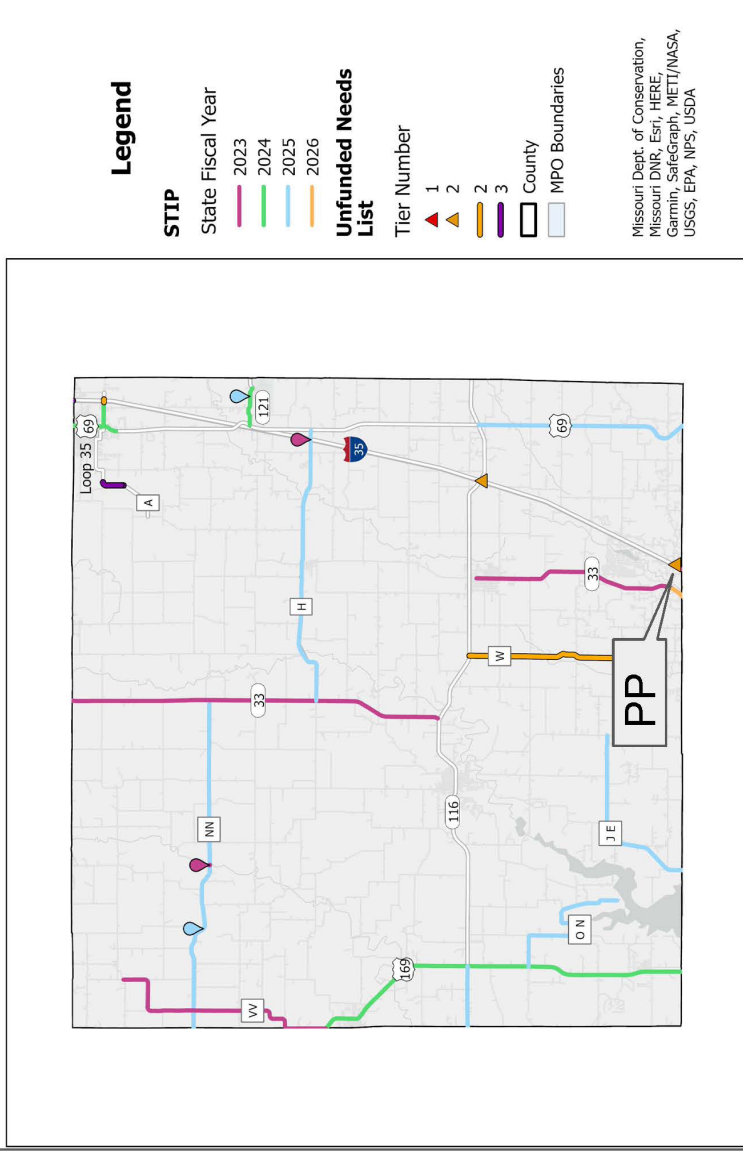 Legend
STIP
State Fiscal Year
2023
2024
2025
2026
Unfunded Needs
List
Tier Number
1
2
2
3
County
MPO Boundaries
Missouri Dept. of Conservation,
Missouri DNR, Esri, HERE,
Garmin, SafeGraph, METI/NASA,
USGS, EPA, NPS, USDA
Loop 35
69
A
121
35
H
33
NN
VV
169
116
W
33
69
PP
J E
O N